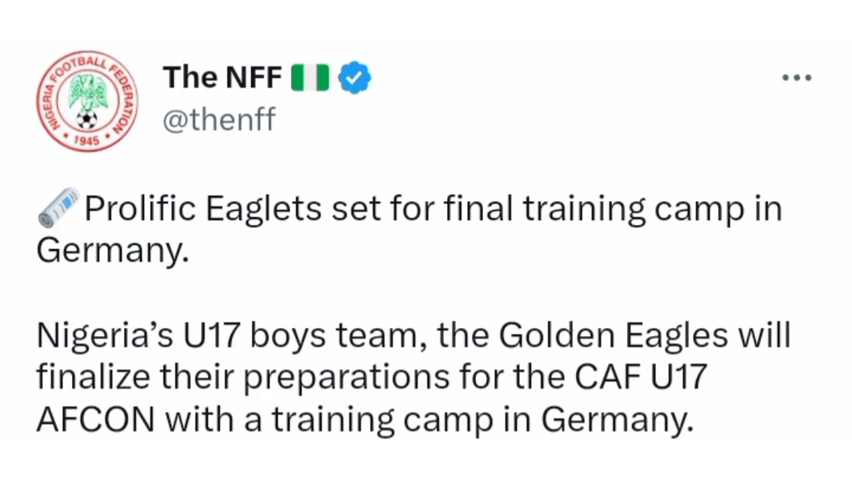 The NFF 🇳🇬
@thenff
NIGERIA FOOTBALL FEDERATION
1945
🗞️Prolific Eaglets set for final training camp in
Germany.
Nigeria’s U17 boys team, the Golden Eagles will
finalize their preparations for the CAF U17
AFCON with a training camp in Germany.